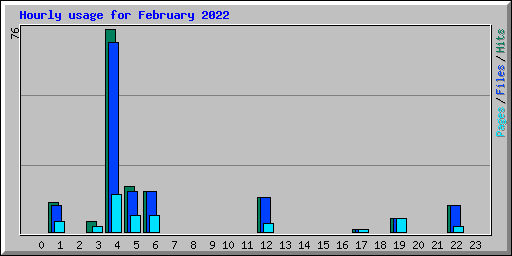 Hourly usage for February 2022
76
Pages/Files/Hits
0 1 2 3 4 5 6 7 8 9 10 11 12 13 14 15 16 17 18 19 20 21 22 23